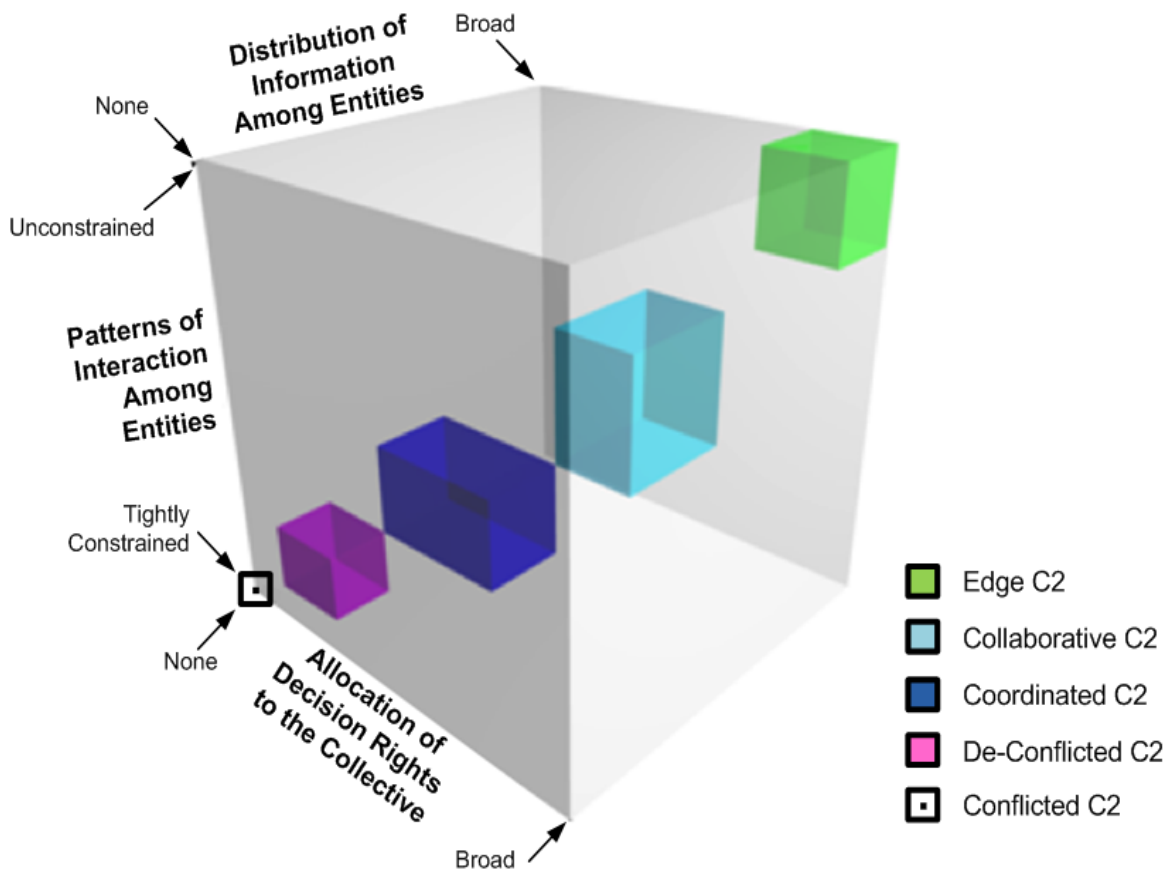 Distribution of
Information
Among Entities
Broad
None
Unconstrained
Patterns of
Interaction
Among
Entities
Tightly
Constrained
None
Allocation of
Decision Rights
to the Collective
Broad
Edge C2
Collaborative C2
Coordinated C2
De-Conflicted C2
Conflicted C2